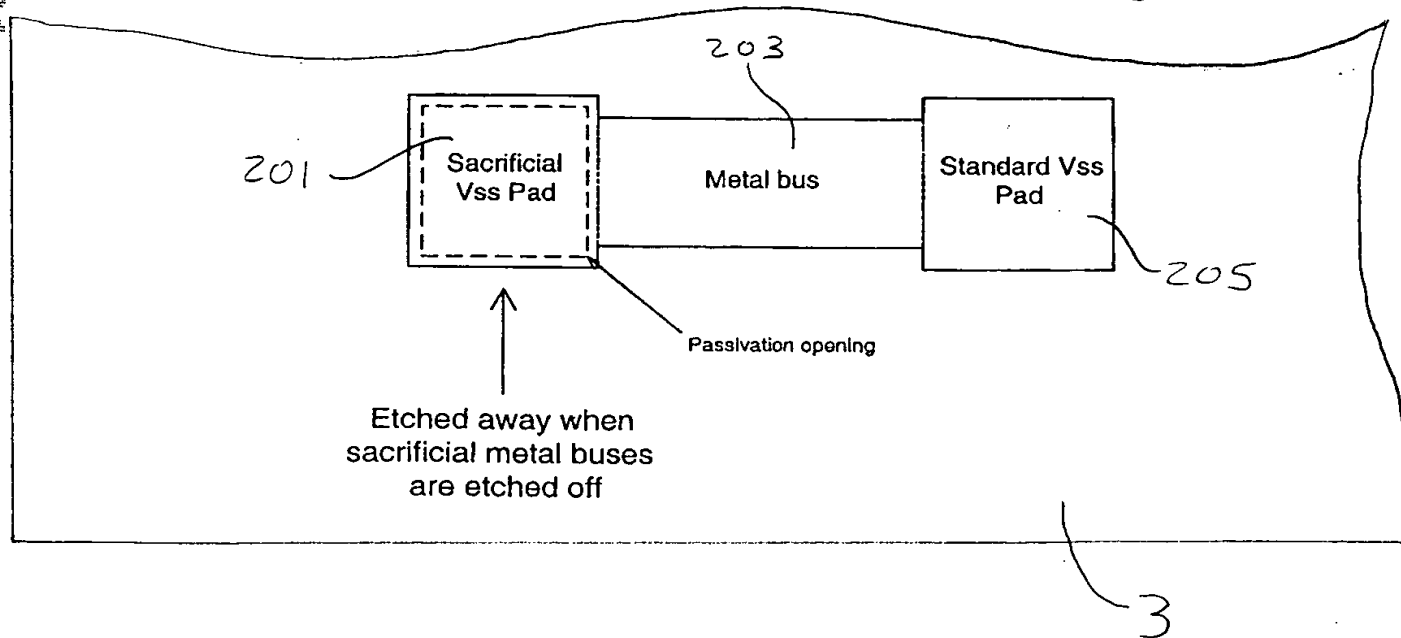 203
201
Sacrificial
Vss Pad
Metal bus
Standard Vss
Pad
205
Passivation opening
Etched away when
sacrificial metal buses
are etched off
3